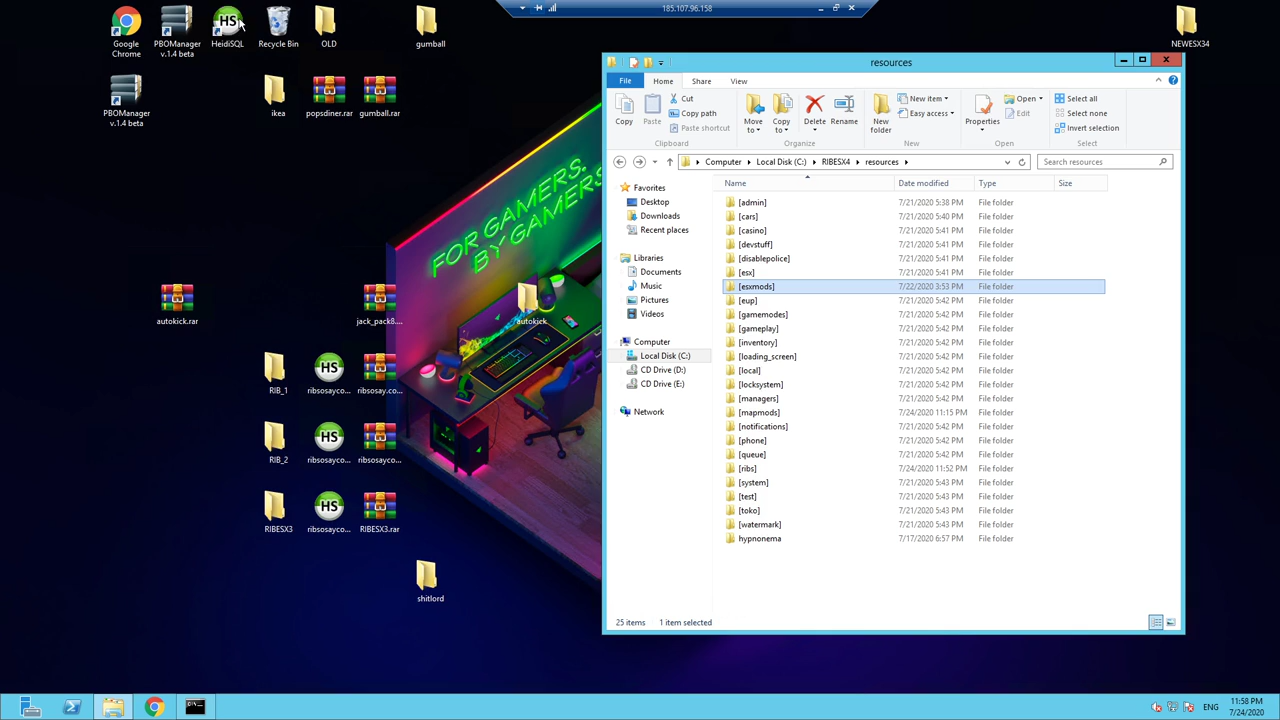 185.107.96.158
HS
Google
Chrome
PBOManager
v.1.4 beta
HeidiSQL
Recycle Bin
OLD
gumball
NEWESX34
PBOManager
v.1.4 beta
ikea
popsdiner.rar
gumball.rar
autokick.rar
jack_pack8....
autokick
FOR GAMERS.
BY GAMERS
RIB_1
HS
ribsosayco...
ribsosay.co...
RIB_2
HS
ribsosayco...
ribsosayco...
RIBESX3
HS
ribsosayco...
RIBESX3.rar
shitlord
resources
File
Home
Share
View
Copy
Paste
Cut
Copy path
Paste shortcut
Clipboard
Move
to
Copy
to
Delete
Rename
Organize
New
folder
New item
Easy access
New
Properties
Open
Edit
Open
Select all
Select none
Invert selection
Select
Computer
Local Disk (C:)
RIBESX4
resources
Search resources
Favorites
Desktop
Downloads
Recent places
Libraries
Documents
Music
Pictures
Videos
Computer
Local Disk (C:)
CD Drive (D:)
CD Drive (E:)
Network
Name Date modified Type Size
[admin] 7/21/2020 5:38 PM File folder
[cars] 7/21/2020 5:40 PM File folder
[casino] 7/21/2020 5:41 PM File folder
[devstuff] 7/21/2020 5:41 PM File folder
[disablepolice] 7/21/2020 5:41 PM File folder
[esx] 7/21/2020 5:41 PM File folder
[esxmods] 7/22/2020 3:53 PM File folder
[eup] 7/21/2020 5:42 PM File folder
[gamemodes] 7/21/2020 5:42 PM File folder
[gameplay] 7/21/2020 5:42 PM File folder
[inventory] 7/21/2020 5:42 PM File folder
[loading_screen] 7/21/2020 5:42 PM File folder
[local] 7/21/2020 5:42 PM File folder
[locksystem] 7/21/2020 5:42 PM File folder
[managers] 7/21/2020 5:42 PM File folder
[mapmods] 7/24/2020 11:15 PM File folder
[notifications] 7/21/2020 5:42 PM File folder
[phone] 7/21/2020 5:42 PM File folder
[queue] 7/21/2020 5:42 PM File folder
[ribs] 7/24/2020 11:52 PM File folder
[system] 7/21/2020 5:43 PM File folder
[test] 7/21/2020 5:43 PM File folder
[toko] 7/21/2020 5:43 PM File folder
[watermark] 7/21/2020 5:43 PM File folder
hypnonema 7/17/2020 6:57 PM File folder
25 items 1 item selected
ENG
11:58 PM
7/24/2020